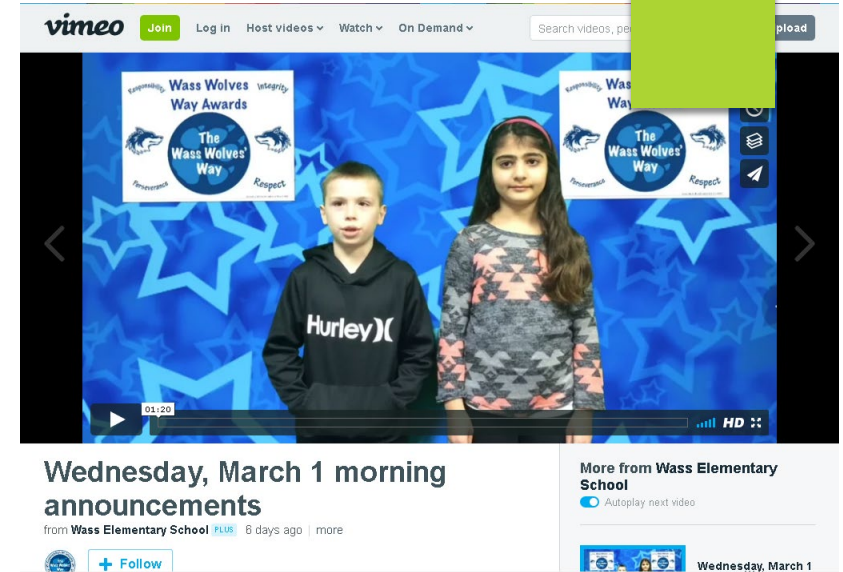 vimeo Join Log in Host videos Watch On Demand Search videos, pe pload
Responsibility Wass Wolves Integrity
Way Awards
The
Wass Wolves'
Way
Perseverance Respect
Responsibility Was
Way
The
Wass Wolves'
Way
Perseverance Respect
Hurley
01:20
HD
Wednesday, March 1 morning
announcements
from Wass Elementary School PLUS 6 days ago | more
+ Follow
More from Wass Elementary
School
Autoplay next video
Wednesday, March 1